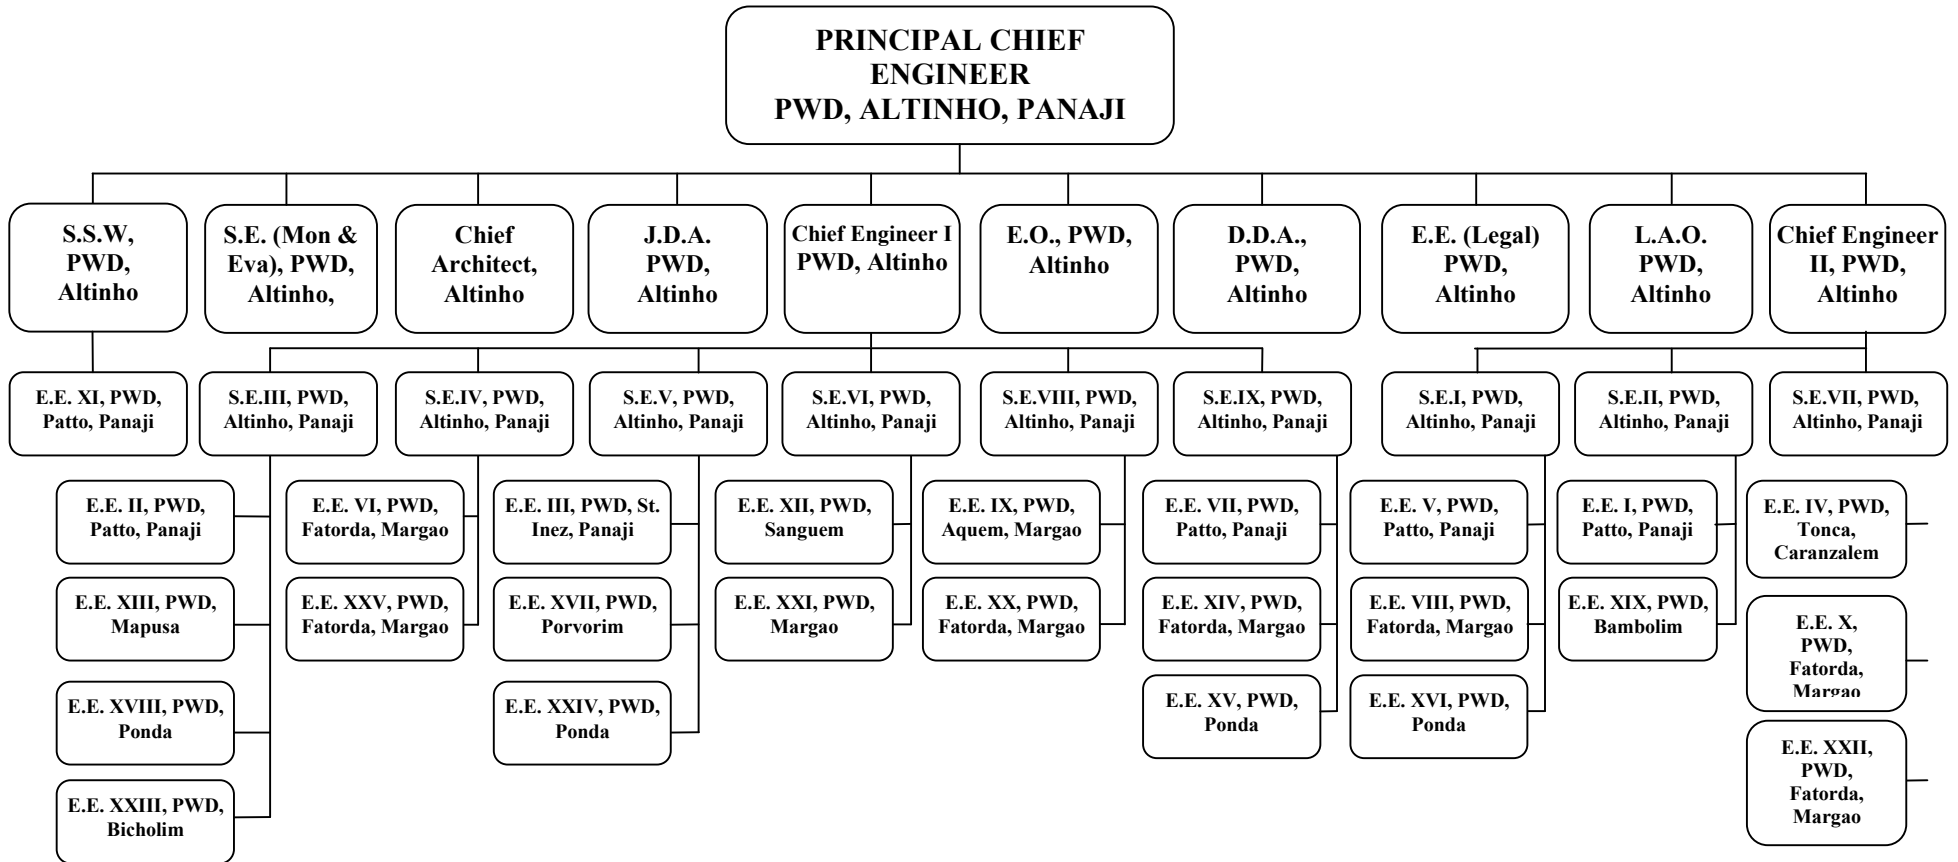 PRINCIPAL CHIEF
ENGINEER
PWD, ALTINHO, PANAJI
S.S.W,
PWD,
Altinho
S.E. (Mon &
Eva), PWD,
Altinho,
Chief
Architect,
Altinho
J.D.A.
PWD,
Altinho
Chief Engineer I
PWD, Altinho
E.O., PWD,
Altinho
D.D.A.,
PWD,
Altinho
E.E. (Legal)
PWD,
Altinho
L.A.O.
PWD,
Altinho
Chief Engineer
II, PWD,
Altinho
E.E. XI, PWD,
Patto, Panaji
S.E.III, PWD,
Altinho, Panaji
S.E.IV, PWD,
Altinho, Panaji
S.E.V, PWD,
Altinho, Panaji
S.E.VI, PWD,
Altinho, Panaji
S.E.VIII, PWD,
Altinho, Panaji
S.E.IX, PWD,
Altinho, Panaji
S.E.I, PWD,
Altinho, Panaji
S.E.II, PWD,
Altinho, Panaji
S.E.VII, PWD,
Altinho, Panaji
E.E. II, PWD,
Patto, Panaji
E.E. VI, PWD,
Fatorda, Margao
E.E. III, PWD, St.
Inez, Panaji
E.E. XII, PWD,
Sanguem
E.E. IX, PWD,
Aquem, Margao
E.E. VII, PWD,
Patto, Panaji
E.E. V, PWD,
Patto, Panaji
E.E. I, PWD,
Patto, Panaji
E.E. IV, PWD,
Tonca,
Caranzalem
E.E. XIII, PWD,
Mapusa
E.E. XXV, PWD,
Fatorda, Margao
E.E. XVII, PWD,
Porvorim
E.E. XXI, PWD,
Margao
E.E. XX, PWD,
Fatorda, Margao
E.E. XIV, PWD,
Fatorda, Margao
E.E. VIII, PWD,
Fatorda, Margao
E.E. XIX, PWD,
Bambolim
E.E. X,
PWD,
Fatorda,
Margao
E.E. XVIII, PWD,
Ponda
E.E. XXIV, PWD,
Ponda
E.E. XV, PWD,
Ponda
E.E. XVI, PWD,
Ponda
E.E. XXII,
PWD,
Fatorda,
Margao
E.E. XXIII, PWD,
Bicholim